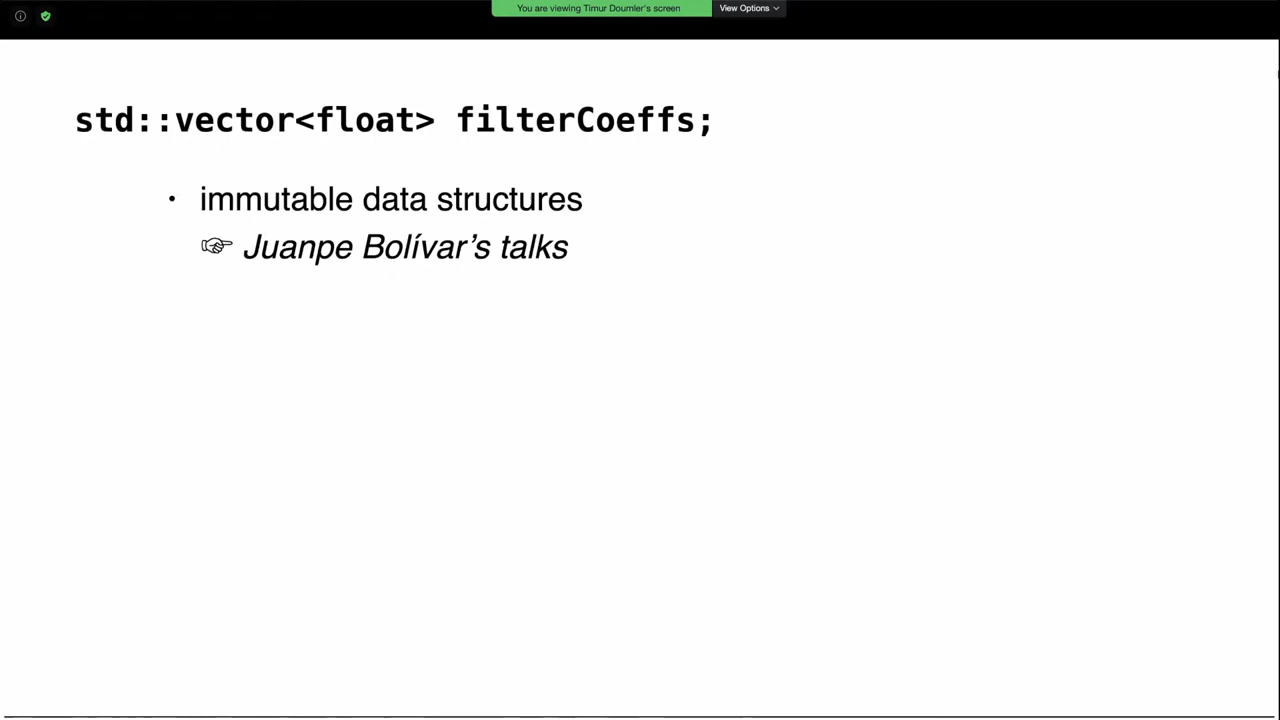 You are viewing Timur Doumler's screen
View Options
std::vector<float> filterCoeffs;
• immutable data structures
☞ Juanpe Bolívar’s talks